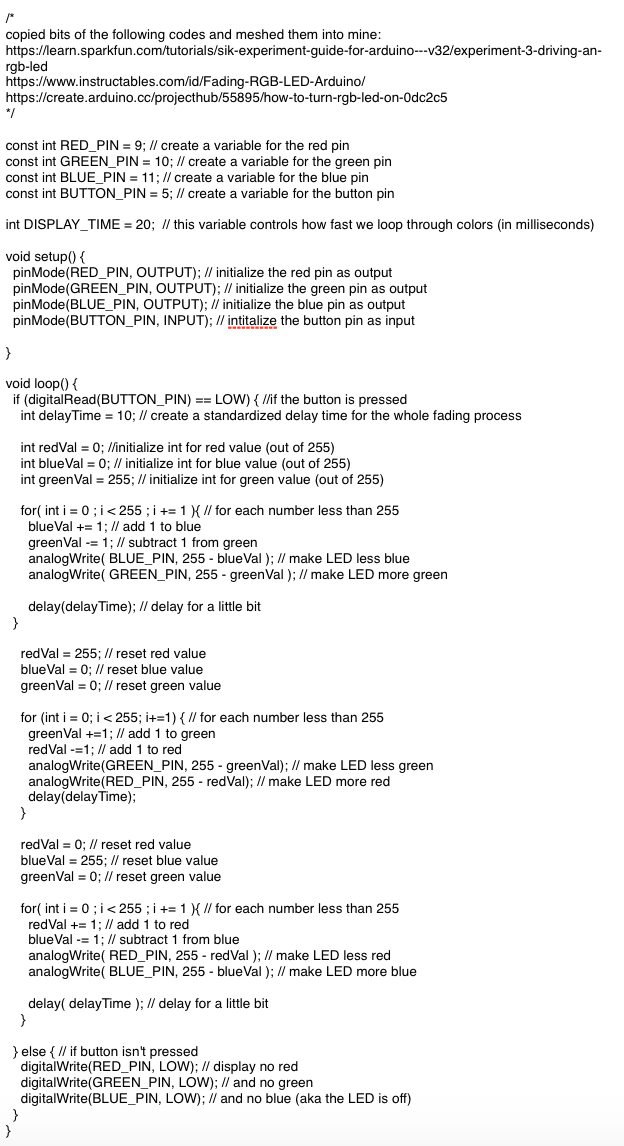 /*
copied bits of the following codes and meshed them into mine:
https://learn.sparkfun.com/tutorials/sik-experiment-guide-for-arduino---v32/experiment-3-driving-an-
rgb-led
https://www.instructables.com/id/Fading-RGB-LED-Arduino/
https://create.arduino.cc/projecthub/55895/how-to-turn-rgb-led-on-0dc2c5
*/

const int RED_PIN = 9; // create a variable for the red pin
const int GREEN_PIN = 10; // create a variable for the green pin
const int BLUE_PIN = 11; // create a variable for the blue pin
const int BUTTON_PIN = 5; // create a variable for the button pin

int DISPLAY_TIME = 20;  // this variable controls how fast we loop through colors (in milliseconds)

void setup() {
  pinMode(RED_PIN, OUTPUT); // initialize the red pin as output
  pinMode(GREEN_PIN, OUTPUT); // initialize the green pin as output
  pinMode(BLUE_PIN, OUTPUT); // initialize the blue pin as output
  pinMode(BUTTON_PIN, INPUT); // intitalize the button pin as input

}

void loop() {
  if (digitalRead(BUTTON_PIN) == LOW) { //if the button is pressed
    int delayTime = 10; // create a standardized delay time for the whole fading process

    int redVal = 0; //initialize int for red value (out of 255)
    int blueVal = 0; // initialize int for blue value (out of 255)
    int greenVal = 255; // initialize int for green value (out of 255)

    for( int i = 0 ; i < 255 ; i += 1 ){ // for each number less than 255
      blueVal += 1; // add 1 to blue
      greenVal -= 1; // subtract 1 from green
      analogWrite( BLUE_PIN, 255 - blueVal ); // make LED less blue
      analogWrite( GREEN_PIN, 255 - greenVal ); // make LED more green

      delay(delayTime); // delay for a little bit
  }

    redVal = 255; // reset red value
    blueVal = 0; // reset blue value
    greenVal = 0; // reset green value

    for (int i = 0; i < 255; i+=1) { // for each number less than 255
      greenVal +=1; // add 1 to green
      redVal -=1; // add 1 to red
      analogWrite(GREEN_PIN, 255 - greenVal); // make LED less green
      analogWrite(RED_PIN, 255 - redVal); // make LED more red
      delay(delayTime);
    }

    redVal = 0; // reset red value
    blueVal = 255; // reset blue value
    greenVal = 0; // reset green value

    for( int i = 0 ; i < 255 ; i += 1 ){ // for each number less than 255
      redVal += 1; // add 1 to red
      blueVal -= 1; // subtract 1 from blue
      analogWrite( RED_PIN, 255 - redVal ); // make LED less red
      analogWrite( BLUE_PIN, 255 - blueVal ); // make LED more blue

      delay( delayTime ); // delay for a little bit
    }

  } else { // if button isn't pressed
    digitalWrite(RED_PIN, LOW); // display no red
    digitalWrite(GREEN_PIN, LOW); // and no green
    digitalWrite(BLUE_PIN, LOW); // and no blue (aka the LED is off)
  }
}